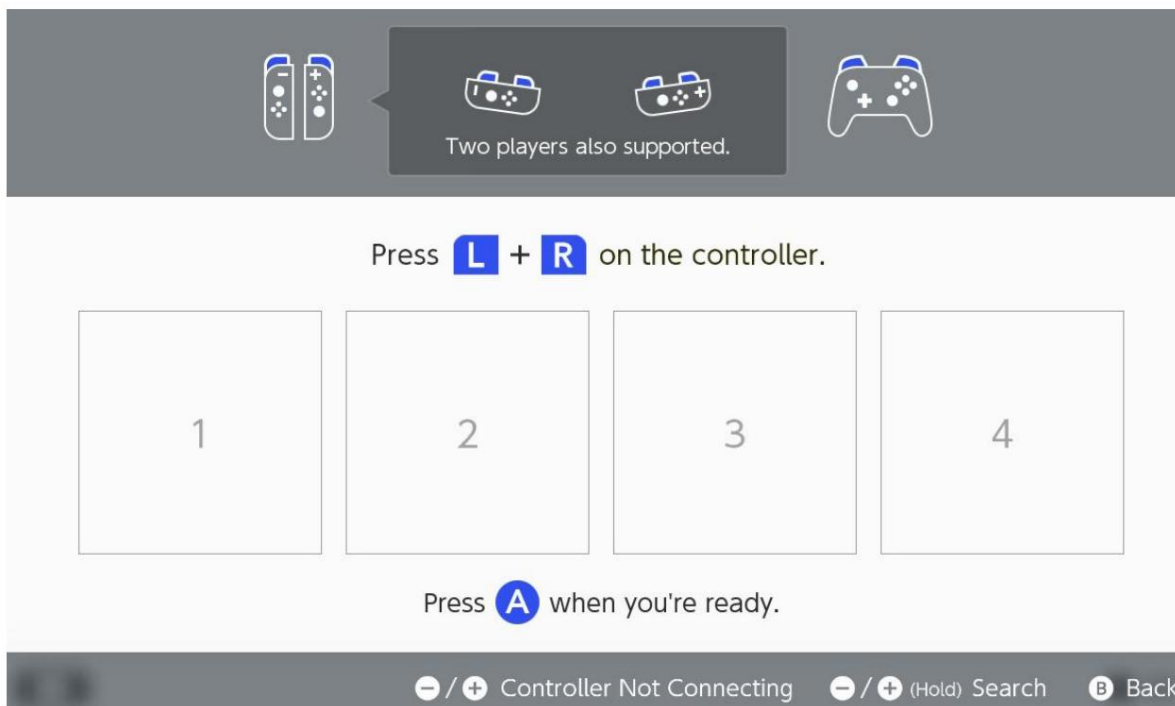 Two players also supported.
Press L + R on the controller.
1 2 3 4
Press A when you're ready.
-/+ Controller Not Connecting -/+ (Hold) Search B Back